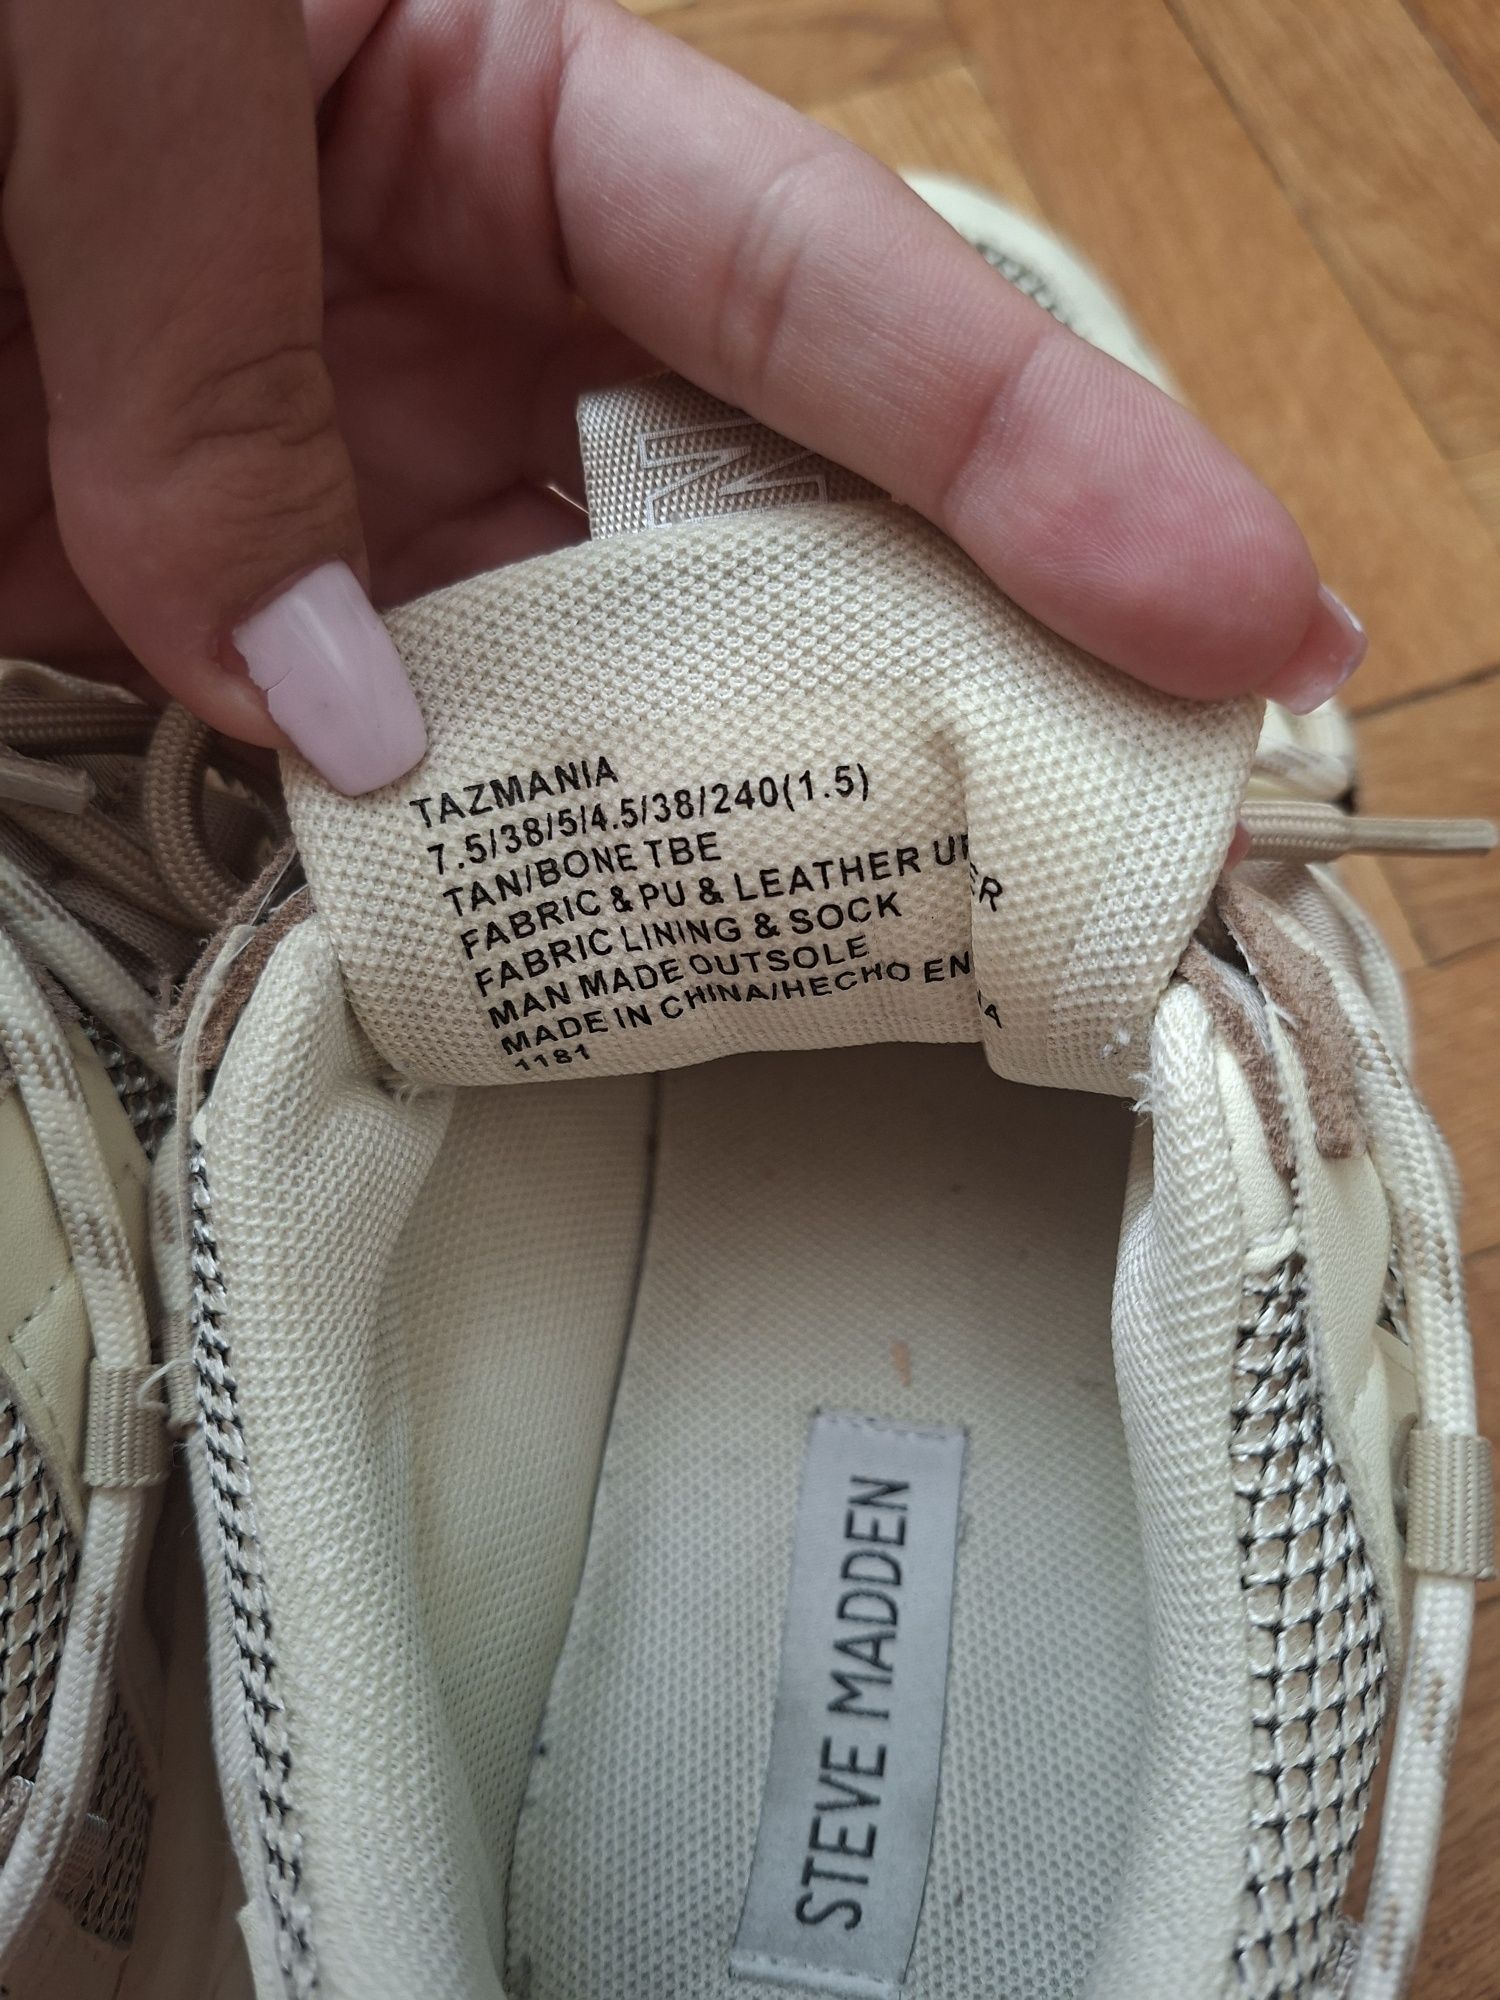 TAZMANIA
7.5/38/5/4.5/38/240(1.5)
TAN/BONE TBE
FABRIC & PU & LEATHER
FABRIC LINING & SOCK
MAN MADE OUTSOLE
MADE IN CHINA/HECHO EN
1181
STEVE MADDEN